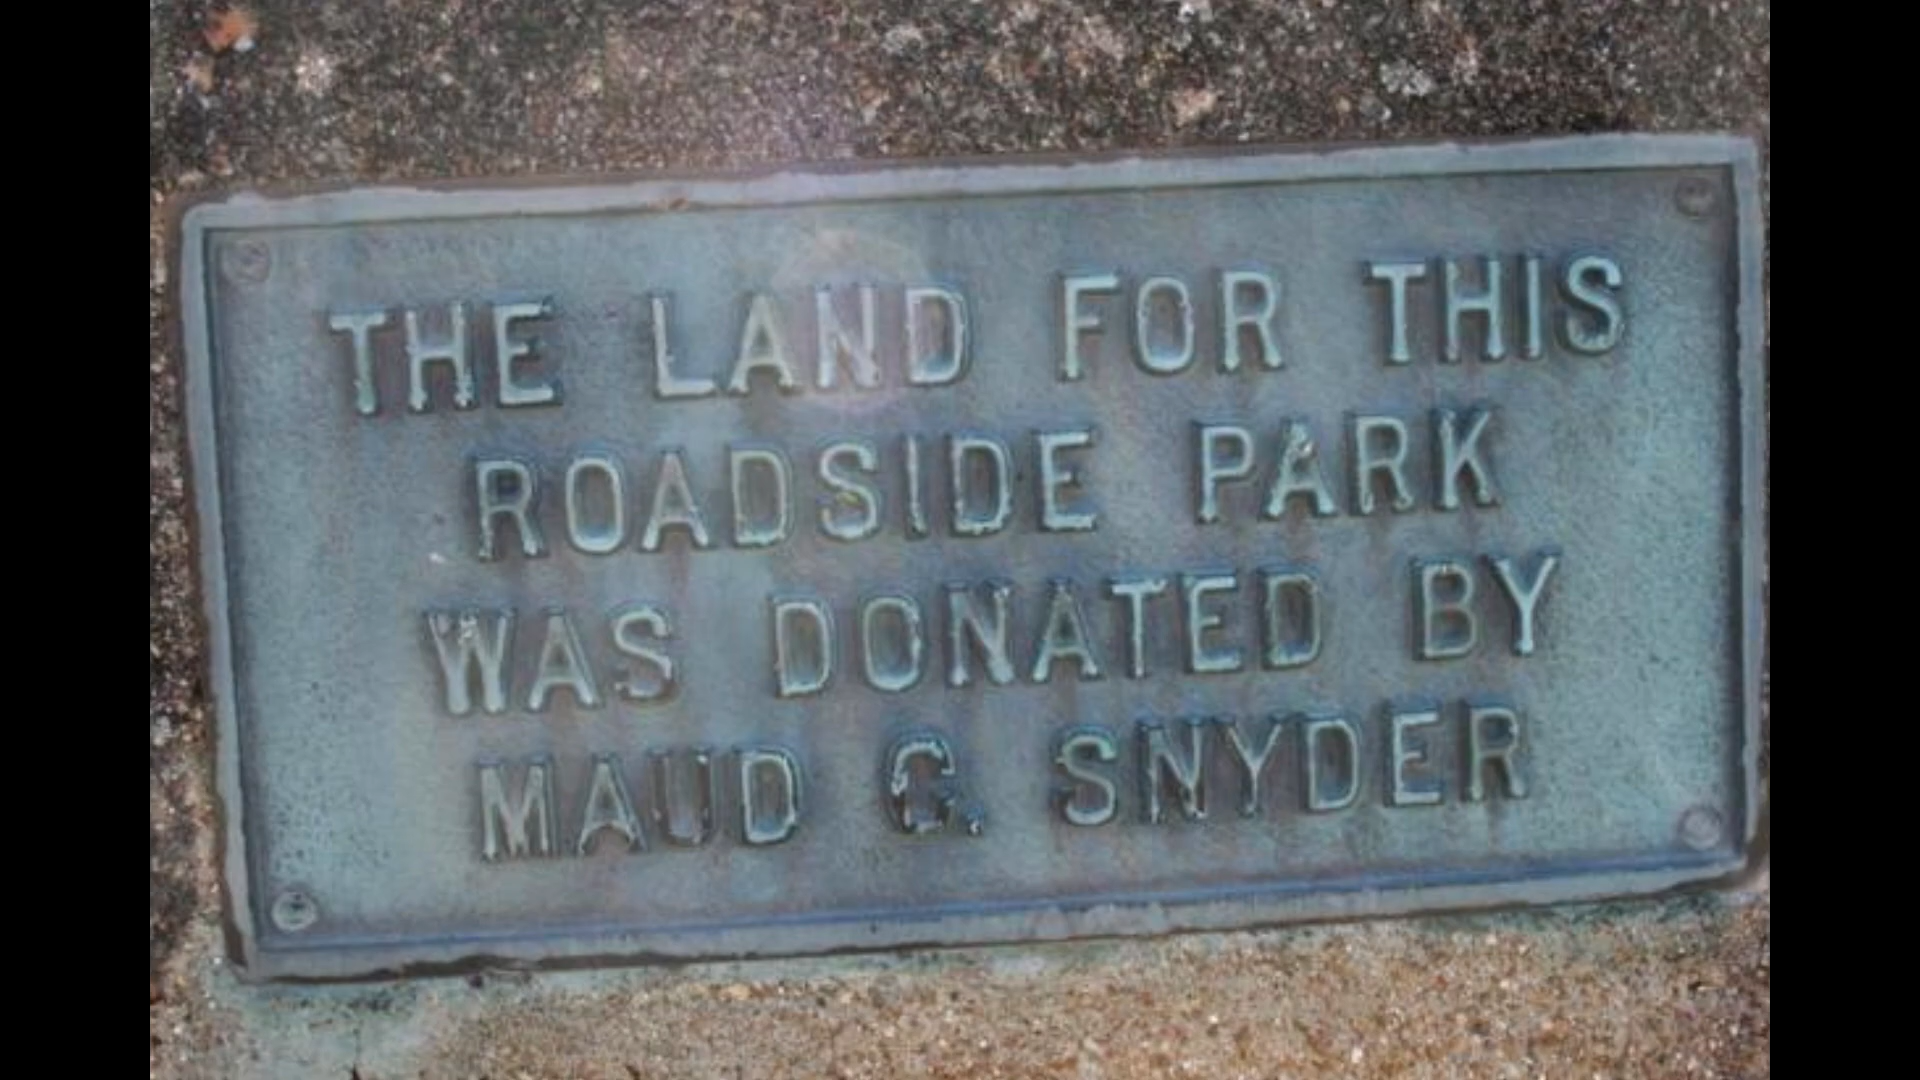 THE LAND FOR THIS
ROADSIDE PARK
WAS DONATED BY
MAUD G. SNYDER